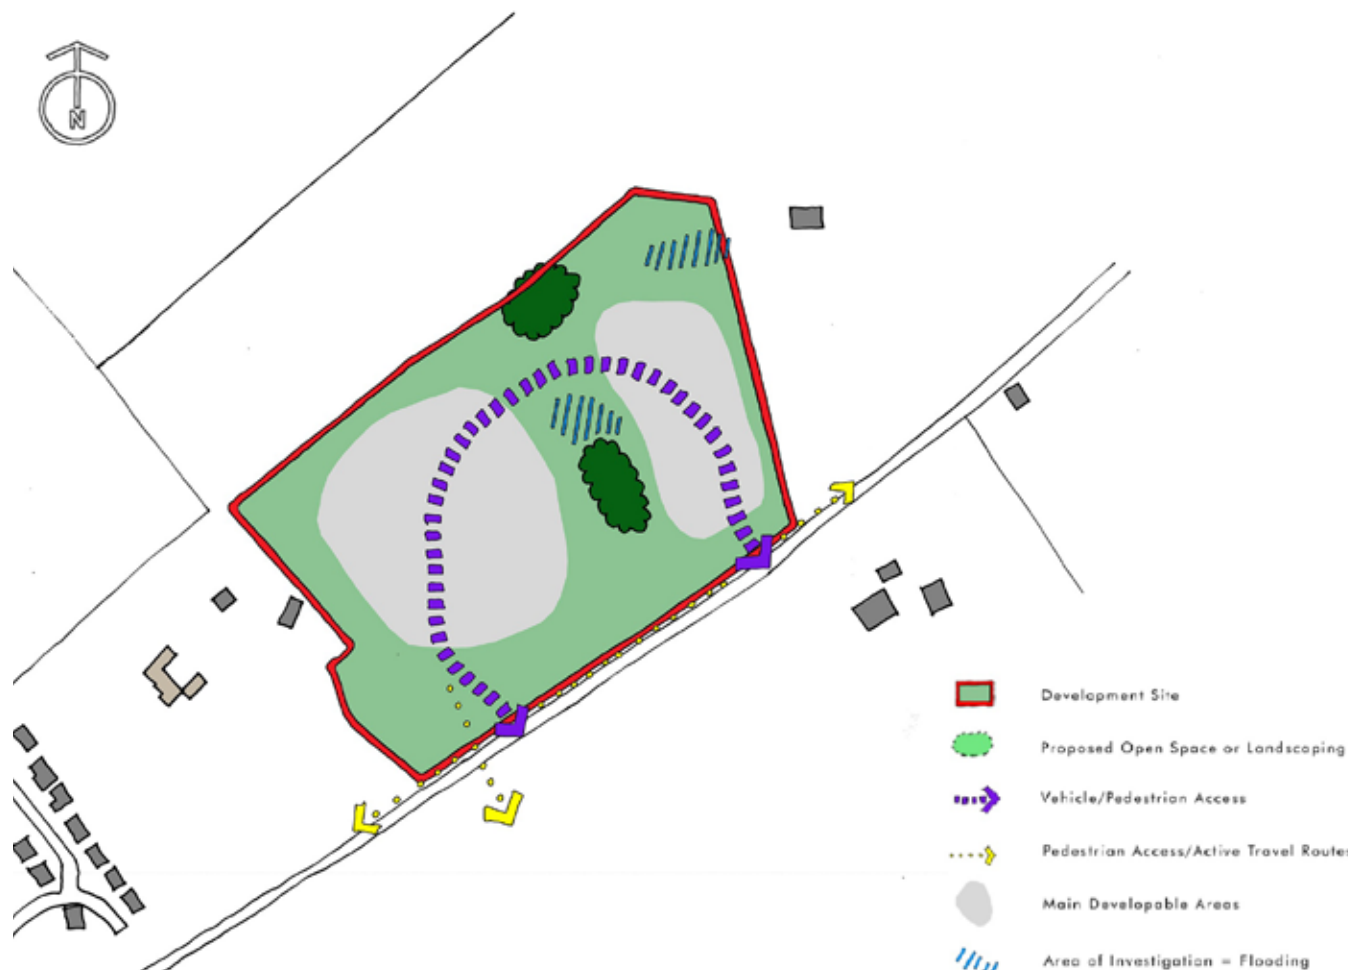 N
Development Site
Proposed Open Space or Landscaping
Vehicle/Pedestrian Access
Pedestrian Access/Active Travel Routes
Main Developable Areas
Area of Investigation = Flooding